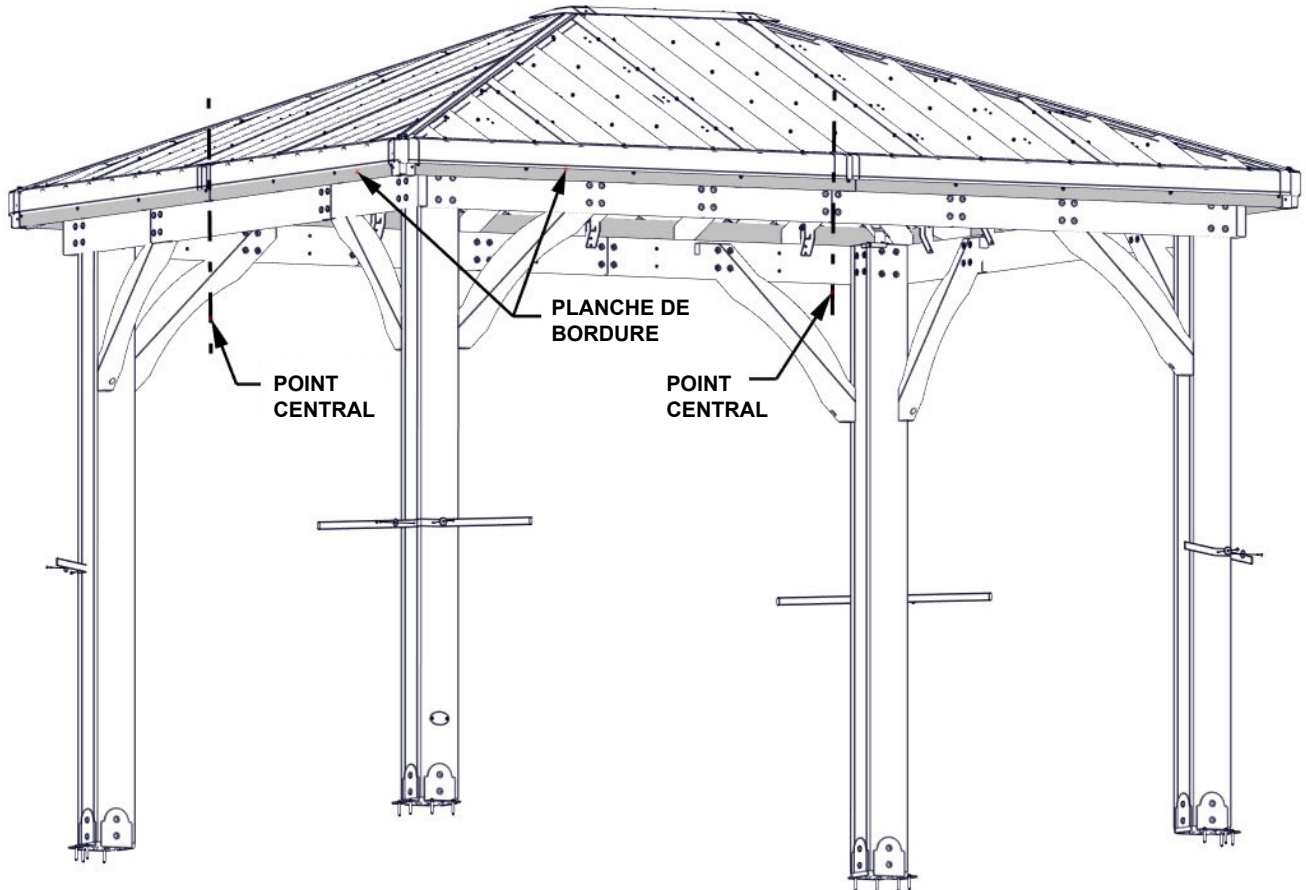 PLANCHE DE
BORDURE
POINT
CENTRAL
POINT
CENTRAL